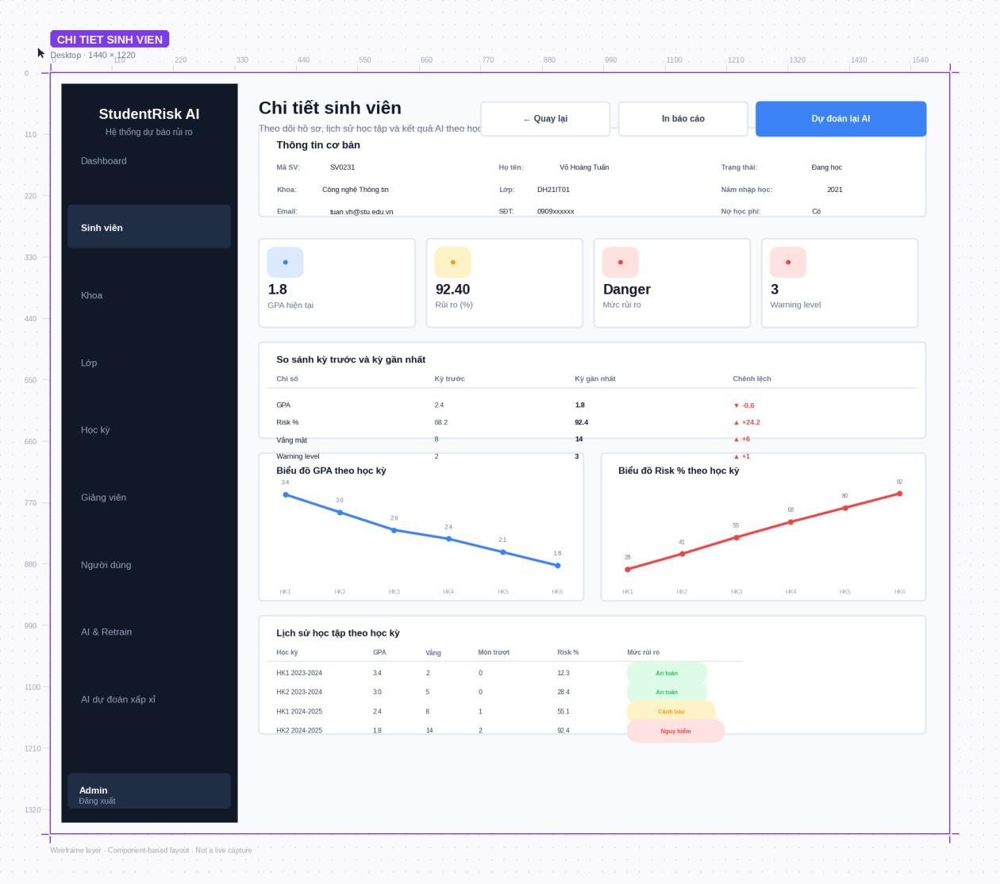 CHI TIET SINH VIEN
Desktop · 1440 × 1220
0 110 220 330 440 550 660 770 880 990 1100 1210 1320 1430 1540
0
110
220
330
440
550
660
770
880
990
1100
1210
1320
StudentRisk AI
Hệ thống dự báo rủi ro
Dashboard
Sinh viên
Khoa
Lớp
Học kỳ
Giảng viên
Người dùng
AI & Retrain
AI dự đoán xấp xỉ
Admin
Đăng xuất
Chi tiết sinh viên
Theo dõi hồ sơ, lịch sử học tập và kết quả AI theo học
← Quay lại
In báo cáo
Dự đoán lại AI
Thông tin cơ bản
Mã SV: SV0231 Họ tên: Võ Hoàng Tuấn Trạng thái: Đang học
Khoa: Công nghệ Thông tin Lớp: DH21IT01 Năm nhập học: 2021
Email: tuan.vh@stu.edu.vn SĐT: 0909xxxxxx Nợ học phí: Có
1.8
GPA hiện tại
92.40
Rủi ro (%)
Danger
Mức rủi ro
3
Warning level
So sánh kỳ trước và kỳ gần nhất
Chỉ số Kỳ trước Kỳ gần nhất Chênh lệch
GPA 2.4 1.8 ▼ -0.6
Risk % 68.2 92.4 ▲ +24.2
Vắng mặt 8 14 ▲ +6
Warning level 2 3 ▲ +1
Biểu đồ GPA theo học kỳ
3.4 3.0 2.6 2.4 2.1 1.8
HK1 HK2 HK3 HK4 HK5 HK6
Biểu đồ Risk % theo học kỳ
28 41 55 68 80 92
HK1 HK2 HK3 HK4 HK5 HK6
Lịch sử học tập theo học kỳ
Học kỳ GPA Vắng Môn trượt Risk % Mức rủi ro
HK1 2023-2024 3.4 2 0 12.3 An toàn
HK2 2023-2024 3.0 5 0 28.4 An toàn
HK1 2024-2025 2.4 8 1 55.1 Cảnh báo
HK2 2024-2025 1.8 14 2 92.4 Nguy hiểm
Wireframe layer · Component-based layout · Not a live capture